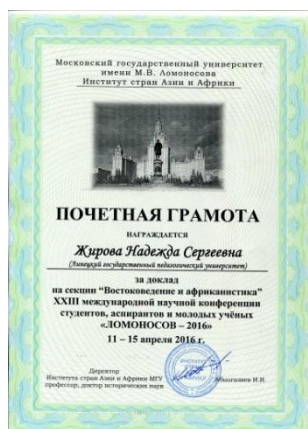 Московский государственный университет
имени М.В. Ломоносова
Институт стран Азии и Африки
ПОЧЕТНАЯ ГРАМОТА
НАГРАЖДАЕТСЯ
Жирова Надежда Сергеевна
(Липецкий государственный педагогический университет)
за доклад
на секции "Востоковедение и африканистика"
XXIII международной научной конференции
студентов, аспирантов и молодых учёных
«ЛОМОНОСОВ – 2016»
11 – 15 апреля 2016 г.
Директор
Института стран Азии и Африки МГУ
профессор, доктор исторических наук
И.И.